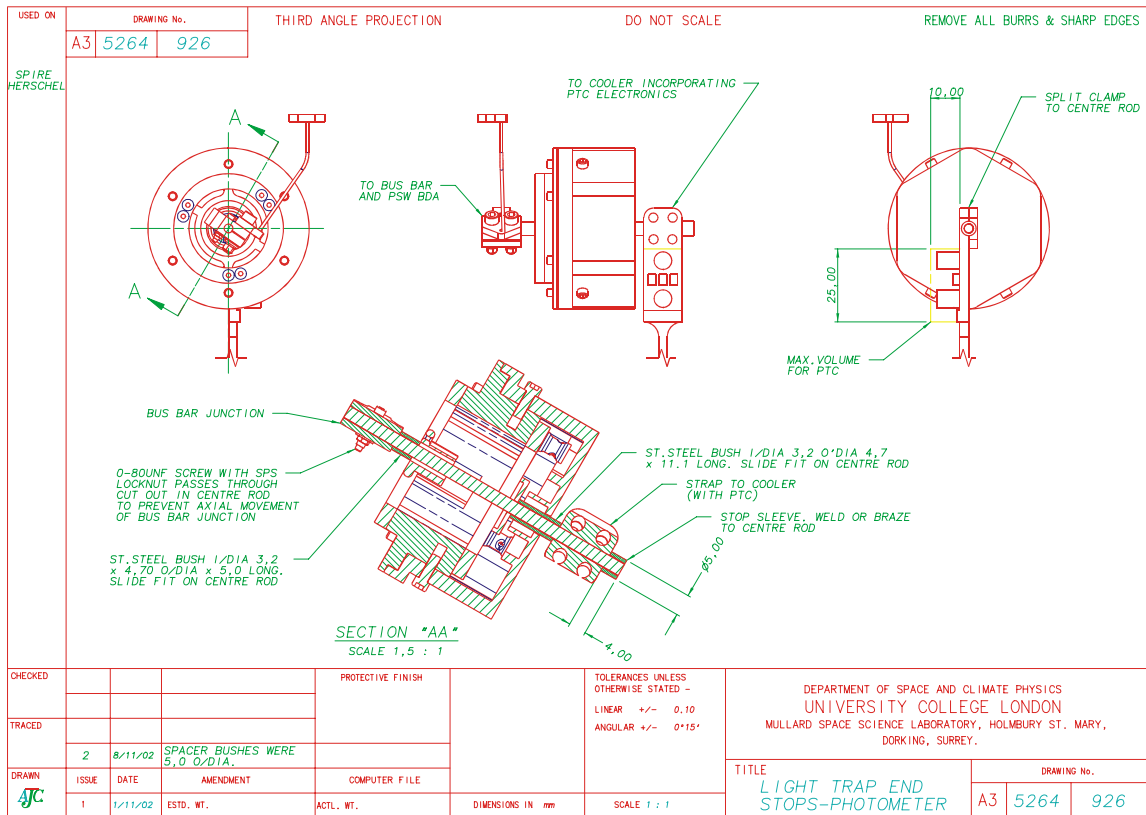 USED ON
DRAWING No.
A3 5264 926
THIRD ANGLE PROJECTION
DO NOT SCALE
REMOVE ALL BURRS & SHARP EDGES
SPIRE
HERSCHEL
A
A
TO COOLER INCORPORATING
PTC ELECTRONICS
TO BUS BAR
AND PSW BDA
10,00
SPLIT CLAMP
TO CENTRE ROD
25,00
MAX.VOLUME
FOR PTC
BUS BAR JUNCTION
0-80UNF SCREW WITH SPS
LOCKNUT PASSES THROUGH
CUT OUT IN CENTRE ROD
TO PREVENT AXIAL MOVEMENT
OF BUS BAR JUNCTION
ST.STEEL BUSH I/DIA 3,2
x 4,70 O/DIA x 5,0 LONG.
SLIDE FIT ON CENTRE ROD
ST.STEEL BUSH I/DIA 3,2 O'DIA 4,7
x 11.1 LONG. SLIDE FIT ON CENTRE ROD
STRAP TO COOLER
(WITH PTC)
STOP SLEEVE. WELD OR BRAZE
TO CENTRE ROD
ø5,00
4,00
SECTION "AA"
SCALE 1,5 : 1
CHECKED
TRACED
DRAWN
AJC
PROTECTIVE FINISH
2 8/11/02 SPACER BUSHES WERE
5,0 O/DIA.
ISSUE DATE AMENDMENT COMPUTER FILE
1 1/11/02 ESTD. WT. ACTL. WT. DIMENSIONS IN mm SCALE 1 : 1
TOLERANCES UNLESS
OTHERWISE STATED -
LINEAR +/- 0.10
ANGULAR +/- 0°15'
DEPARTMENT OF SPACE AND CLIMATE PHYSICS
UNIVERSITY COLLEGE LONDON
MULLARD SPACE SCIENCE LABORATORY, HOLMBURY ST. MARY,
DORKING, SURREY.
TITLE
LIGHT TRAP END
STOPS-PHOTOMETER
DRAWING No.
A3 5264 926